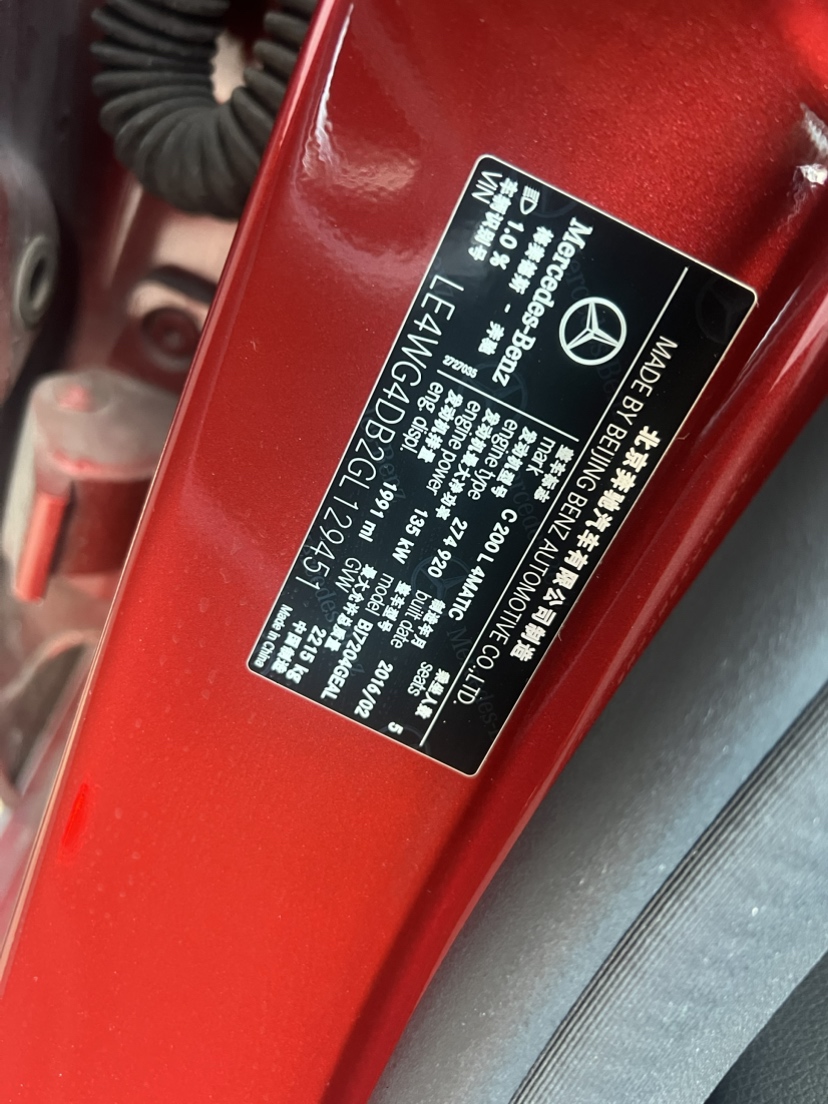 北京奔驰汽车有限公司制造
MADE BY BEIJING BENZ AUTOMOTIVE CO.,LTD.
Mercedes-Benz
梅赛德斯 - 奔驰
1.0 %
整车标志
mark
C 200 L 4MATIC
乘坐人数
seats
5
发动机型号
engine type
274 920
制造年月
built date
2016/02
发动机最大净功率
engine power
135 kW
整车型号
model
BJ7204GEAL
发动机排量
eng. displ.
1991 ml
最大允许总质量
GVW
2215 kg
车辆识别号
VIN
LE4WG4DB2GL129451
中国制造
Made in China